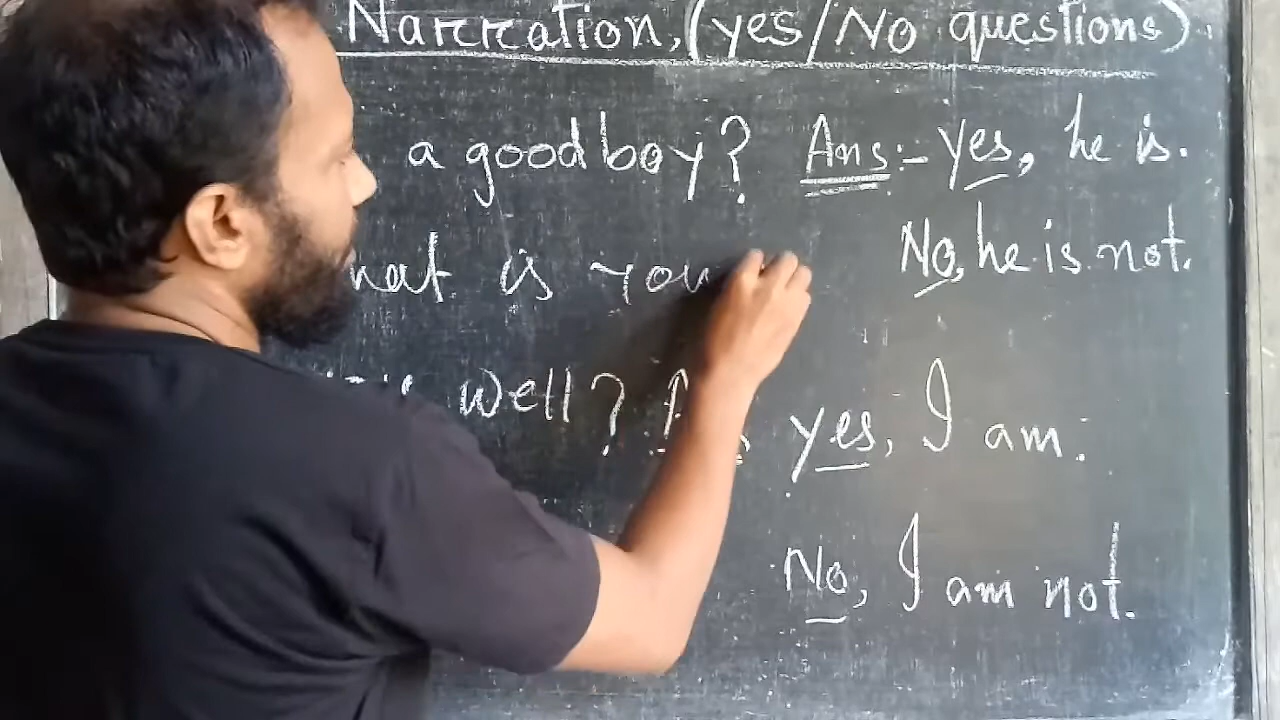 Narration, (yes/No questions).
a good boy? Ans:- yes, he is.
No, he is not.
is you
well? yes, I am.
No, I am not.